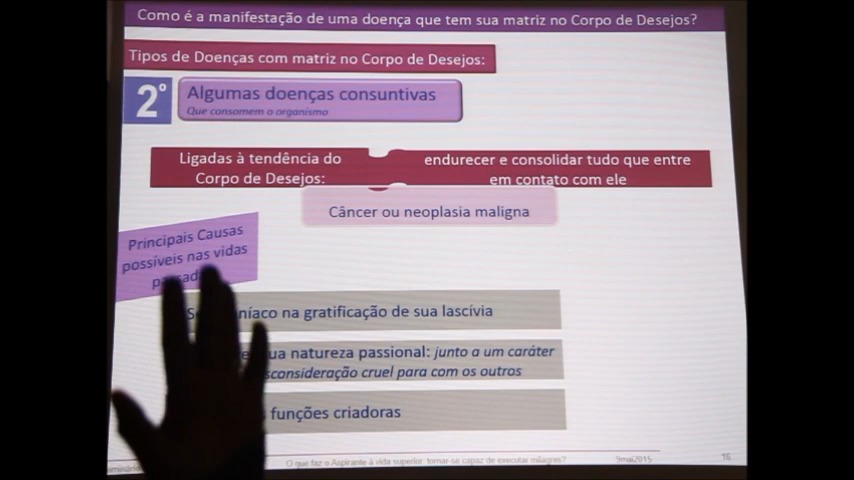 Como é a manifestação de uma doença que tem sua matriz no Corpo de Desejos?
Tipos de Doenças com matriz no Corpo de Desejos:
2º
Algumas doenças consuntivas
Que consomem o organismo
Ligadas à tendência do
Corpo de Desejos:
endurecer e consolidar tudo que entre
em contato com ele
Câncer ou neoplasia maligna
Principais Causas
possíveis nas vidas
níaco na gratificação de sua lascívia
ua natureza passional: junto a um caráter
sconsideração cruel para com os outros
funções criadoras
O que faz o Aspirante à vida superior: tornar-se capaz de executar milagres?
9mai2015
16